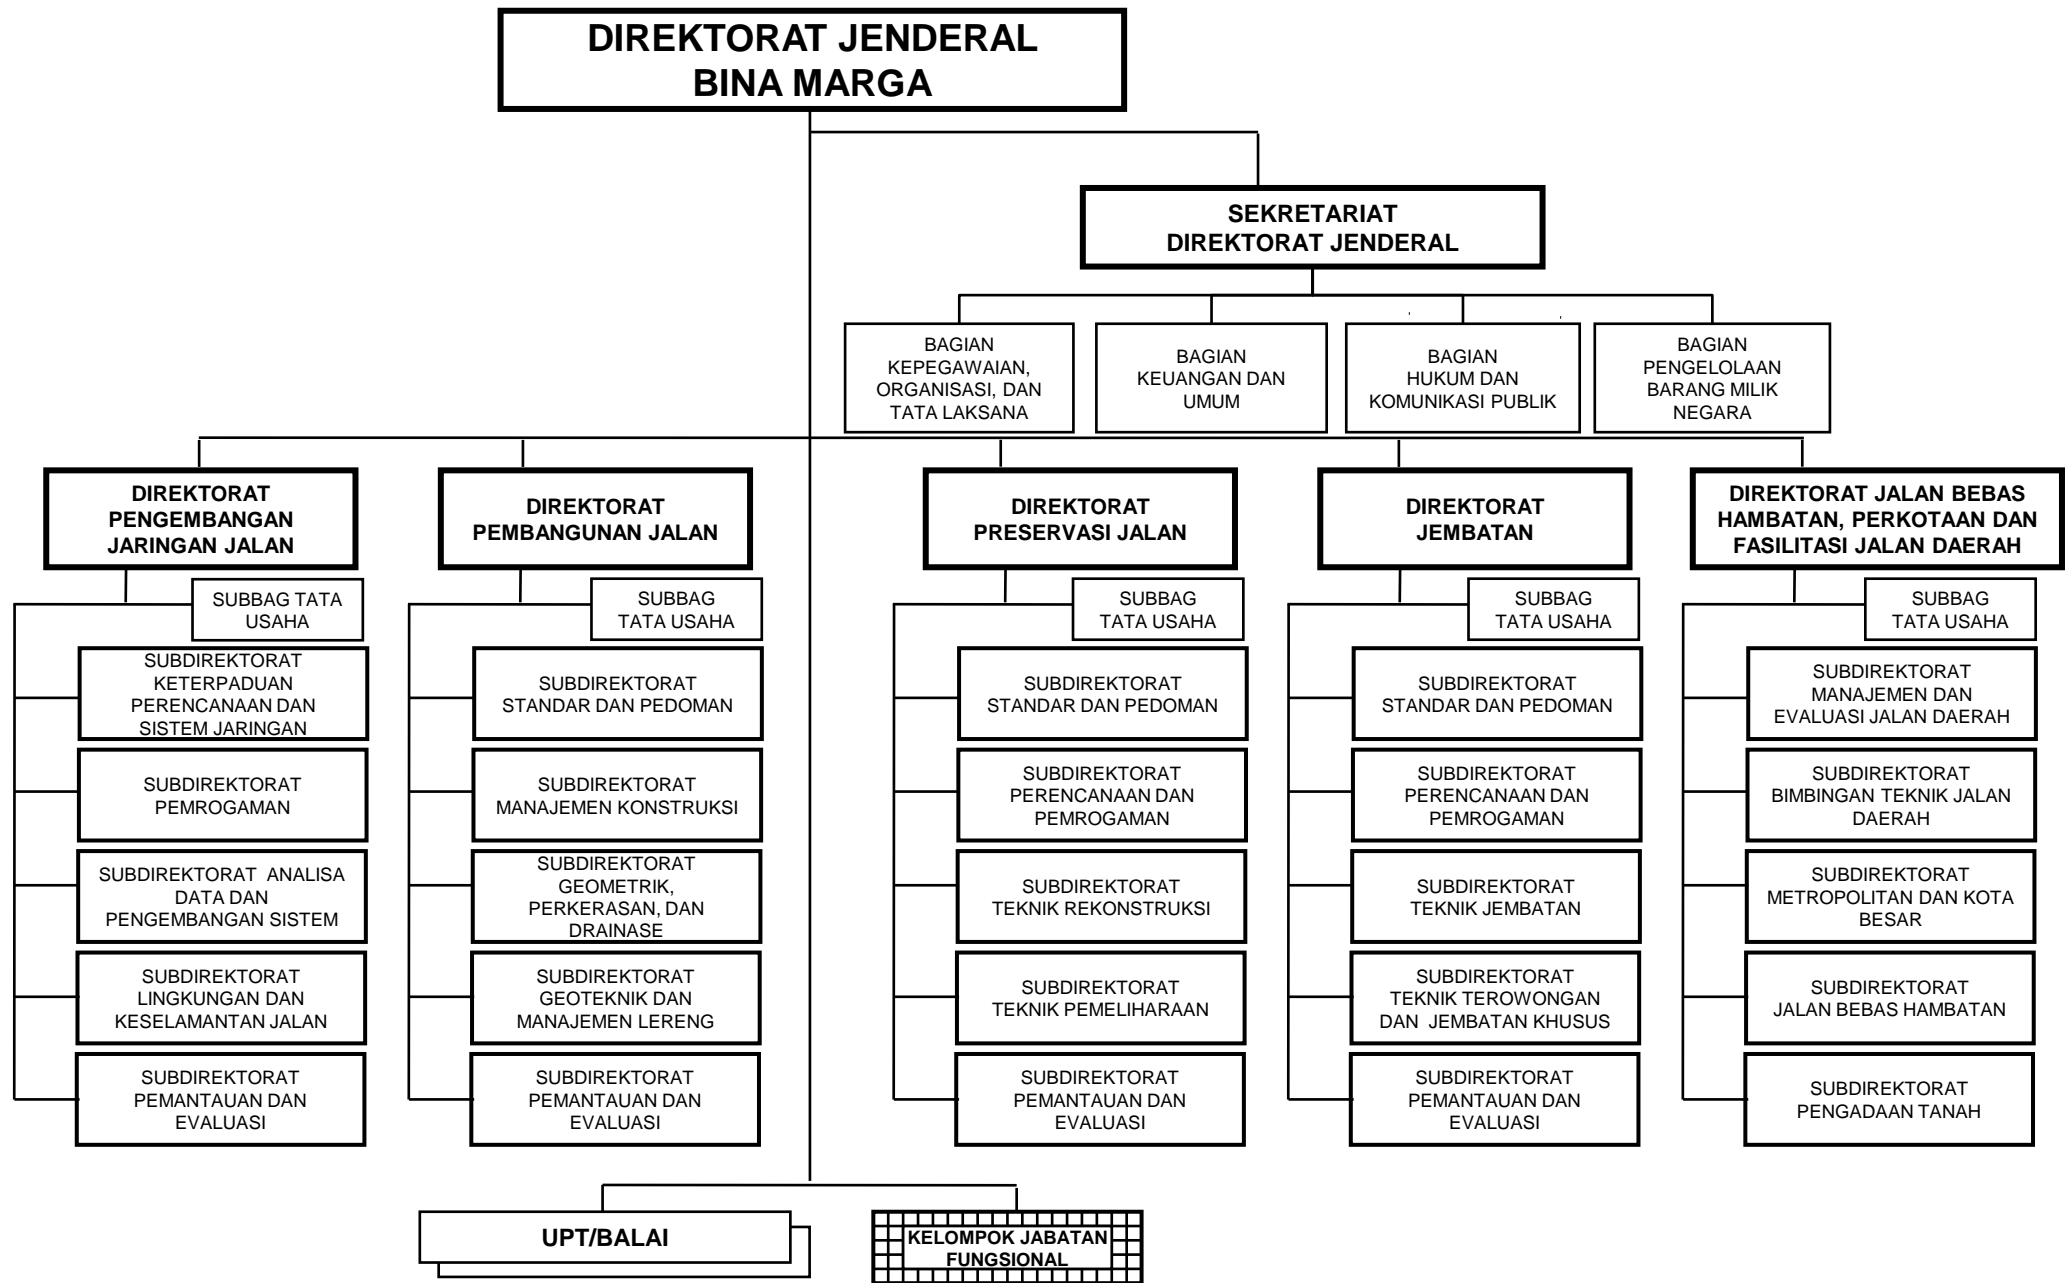 DIREKTORAT JENDERAL
BINA MARGA
SEKRETARIAT
DIREKTORAT JENDERAL
BAGIAN
KEPEGAWAIAN,
ORGANISASI, DAN
TATA LAKSANA
BAGIAN
KEUANGAN DAN
UMUM
BAGIAN
HUKUM DAN
KOMUNIKASI PUBLIK
BAGIAN
PENGELOLAAN
BARANG MILIK
NEGARA
DIREKTORAT
PENGEMBANGAN
JARINGAN JALAN
SUBBAG TATA
USAHA
SUBDIREKTORAT
KETERPADUAN
PERENCANAAN DAN
SISTEM JARINGAN
SUBDIREKTORAT
PEMROGAMAN
SUBDIREKTORAT ANALISA
DATA DAN
PENGEMBANGAN SISTEM
SUBDIREKTORAT
LINGKUNGAN DAN
KESELAMANTAN JALAN
SUBDIREKTORAT
PEMANTAUAN DAN
EVALUASI
DIREKTORAT
PEMBANGUNAN JALAN
SUBBAG
TATA USAHA
SUBDIREKTORAT
STANDAR DAN PEDOMAN
SUBDIREKTORAT
MANAJEMEN KONSTRUKSI
SUBDIREKTORAT
GEOMETRIK,
PERKERASAN, DAN
DRAINASE
SUBDIREKTORAT
GEOTEKNIK DAN
MANAJEMEN LERENG
SUBDIREKTORAT
PEMANTAUAN DAN
EVALUASI
DIREKTORAT
PRESERVASI JALAN
SUBBAG
TATA USAHA
SUBDIREKTORAT
STANDAR DAN PEDOMAN
SUBDIREKTORAT
PERENCANAAN DAN
PEMROGAMAN
SUBDIREKTORAT
TEKNIK REKONSTRUKSI
SUBDIREKTORAT
TEKNIK PEMELIHARAAN
SUBDIREKTORAT
PEMANTAUAN DAN
EVALUASI
DIREKTORAT
JEMBATAN
SUBBAG
TATA USAHA
SUBDIREKTORAT
STANDAR DAN PEDOMAN
SUBDIREKTORAT
PERENCANAAN DAN
PEMROGAMAN
SUBDIREKTORAT
TEKNIK JEMBATAN
SUBDIREKTORAT
TEKNIK TEROWONGAN
DAN JEMBATAN KHUSUS
SUBDIREKTORAT
PEMANTAUAN DAN
EVALUASI
DIREKTORAT JALAN BEBAS
HAMBATAN, PERKOTAAN DAN
FASILITASI JALAN DAERAH
SUBBAG
TATA USAHA
SUBDIREKTORAT
MANAJEMEN DAN
EVALUASI JALAN DAERAH
SUBDIREKTORAT
BIMBINGAN TEKNIK JALAN
DAERAH
SUBDIREKTORAT
METROPOLITAN DAN KOTA
BESAR
SUBDIREKTORAT
JALAN BEBAS HAMBATAN
SUBDIREKTORAT
PENGADAAN TANAH
UPT/BALAI
KELOMPOK JABATAN
FUNGSIONAL